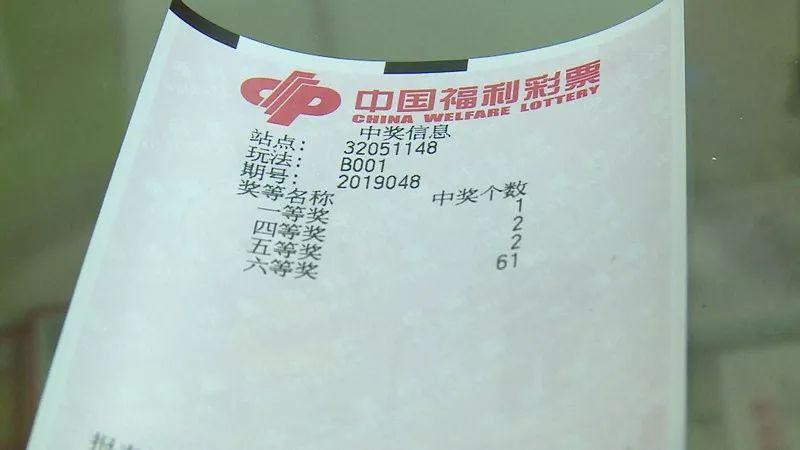 中国福利彩票
CHINA WELFARE LOTTERY
中奖信息
站点： 32051148
玩法： B001
期号： 2019048
奖等名称 中奖个数
一等奖 1
四等奖 2
五等奖 2
六等奖 61